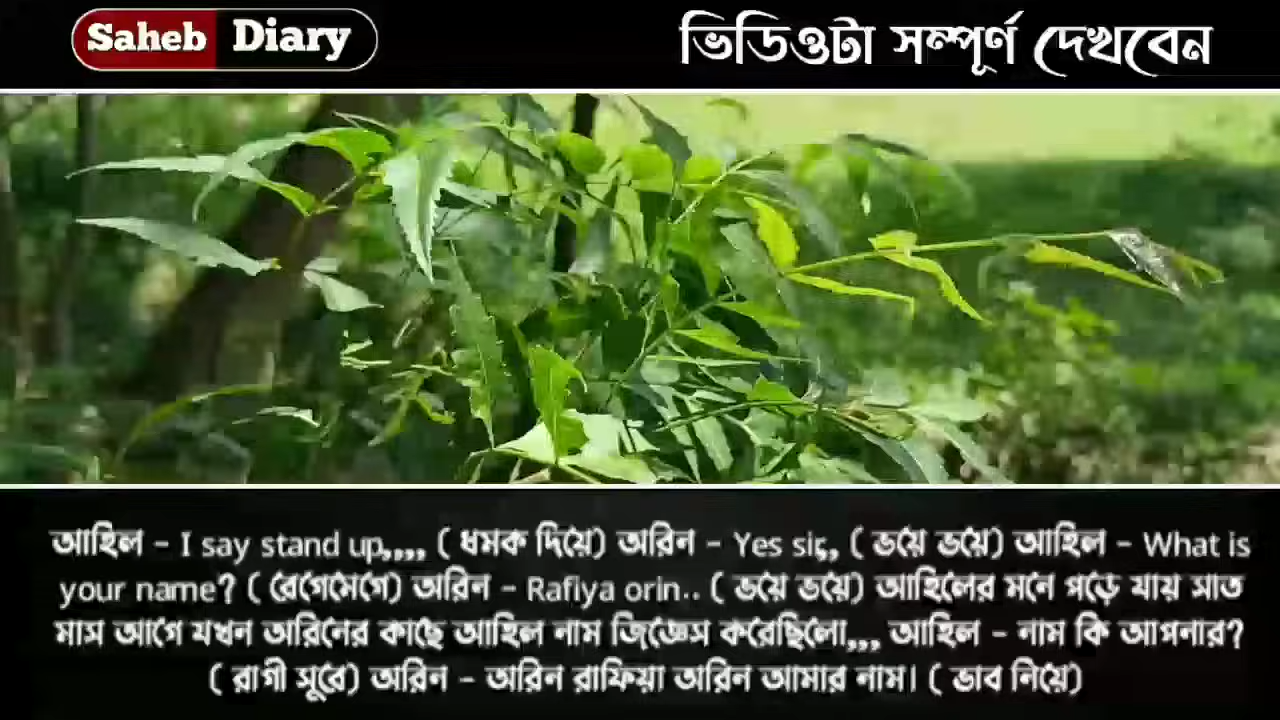 Saheb Diary
ভিডিওটা সম্পূর্ণ দেখবেন
আহিল – I say stand up,,,, ( ধমক দিয়ে) অরিন – Yes sir,, ( ভয়ে ভয়ে) আহিল – What is
your name? ( রেগেমেগে) অরিন – Rafiya orin.. ( ভয়ে ভয়ে) আহিলের মনে পড়ে যায় সাত
মাস আগে যখন অরিনের কাছে আহিল নাম জিজ্ঞেস করেছিলো,,, আহিল – নাম কি আপনার?
( রাগী সুরে) অরিন – অরিন রাফিয়া অরিন আমার নাম। ( ভাব নিয়ে)